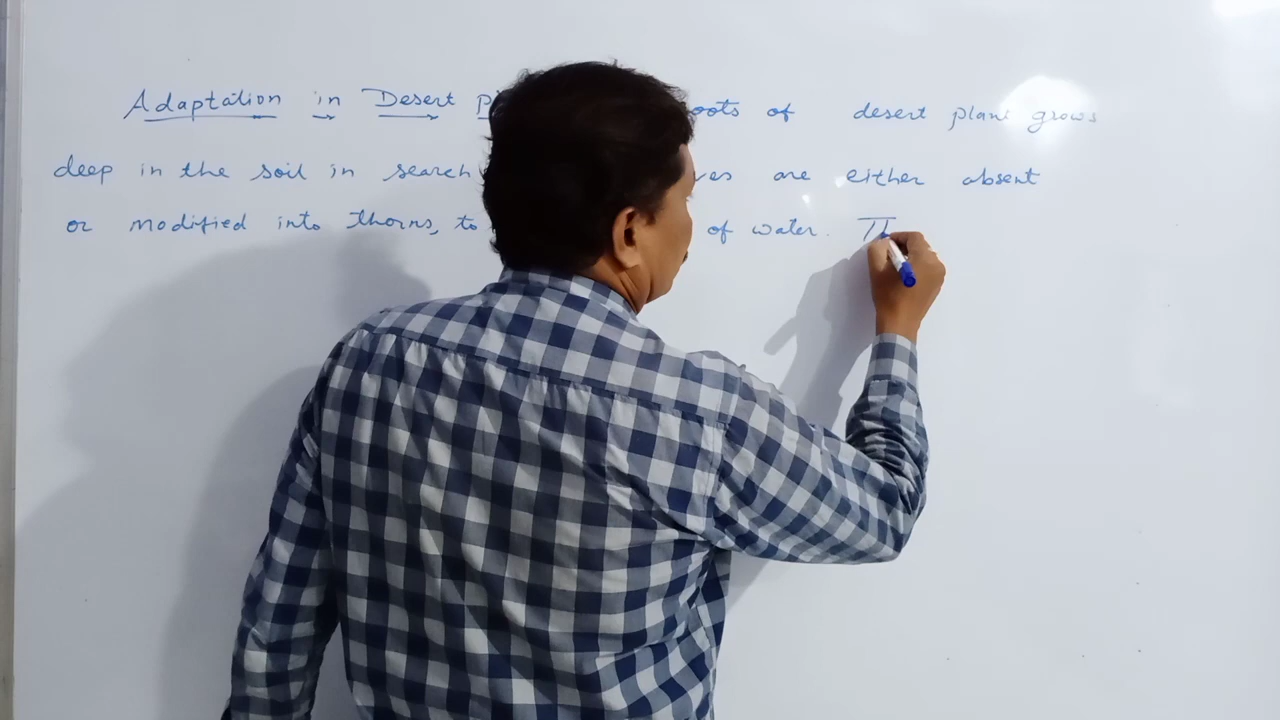 Adaptation in Desert of desert plant grows
deep in the soil in search are either absent
or modified into thorns, to of water.